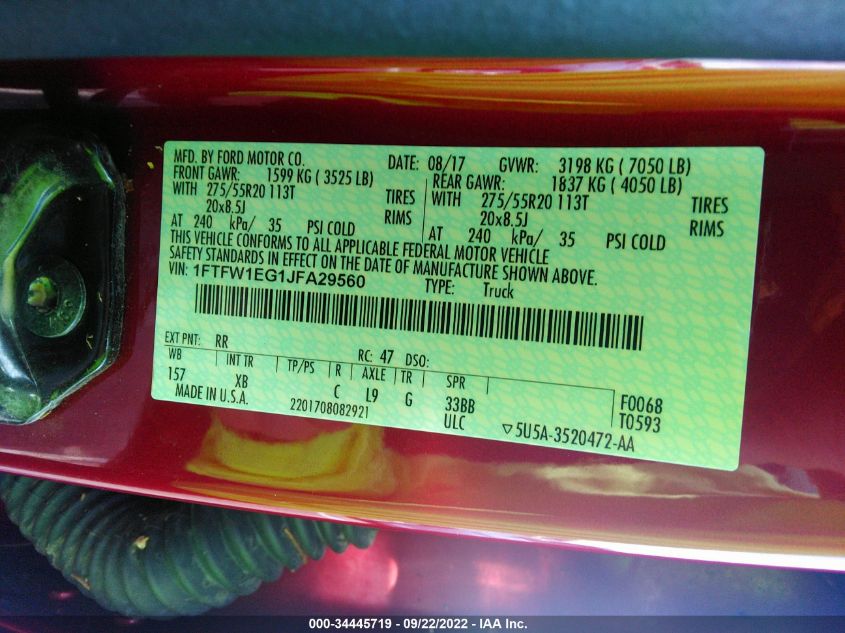 MFD. BY FORD MOTOR CO. DATE: 08/17 GVWR: 3198 KG ( 7050 LB)
FRONT GAWR: 1599 KG ( 3525 LB) REAR GAWR: 1837 KG ( 4050 LB)
WITH 275/55R20 113T TIRES WITH 275/55R20 113T TIRES
20x8.5J RIMS 20x8.5J RIMS
AT 240 kPa/ 35 PSI COLD AT 240 kPa/ 35 PSI COLD
THIS VEHICLE CONFORMS TO ALL APPLICABLE FEDERAL MOTOR VEHICLE
SAFETY STANDARDS IN EFFECT ON THE DATE OF MANUFACTURE SHOWN ABOVE.
VIN: 1FTFW1EG1JFA29560 TYPE: Truck
EXT PNT: RR RC: 47 DSO:
WB INT TR TP/PS R AXLE TR SPR
157 XB C L9 G 33BB F0068
MADE IN U.S.A. 2201708082921 ULC T0593
▽5U5A-3520472-AA
000-34445719 - 09/22/2022 - IAA Inc.